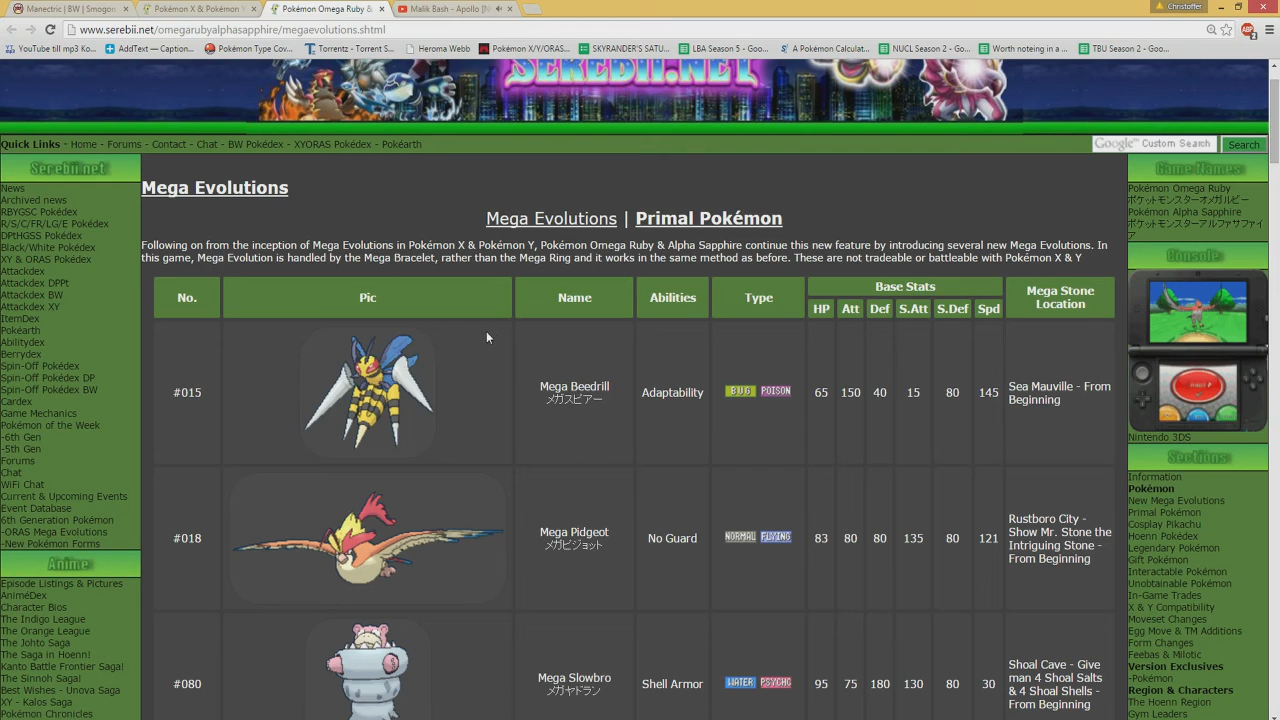 Manectric | BW | Smogon
Pokémon X & Pokémon Y
Pokémon Omega Ruby &
Malik Bash - Apollo [N
Christoffer
www.serebii.net/omegarubyalphasapphire/megaevolutions.shtml
YouTube till mp3 Ko...
AddText — Caption...
Pokémon Type Cov...
Torrentz - Torrent S...
Heroma Webb
Pokémon X/Y/ORAS...
SKYRANDER'S SATU...
LBA Season 5 - Goo...
A Pokémon Calculat...
NUCL Season 2 - Go...
Worth noteing in a ...
TBU Season 2 - Goo...
SEREBII.NET
Quick Links - Home - Forums - Contact - Chat - BW Pokédex - XYORAS Pokédex - Pokéarth
Google™ Custom Search
Search
Serebii.net
News
Archived news
RBYGSC Pokédex
R/S/C/FR/LG/E Pokédex
DPtHGSS Pokédex
Black/White Pokédex
XY & ORAS Pokédex
Attackdex
Attackdex DPPt
Attackdex BW
Attackdex XY
ItemDex
Pokéarth
Abilitydex
Berrydex
Spin-Off Pokédex
Spin-Off Pokédex DP
Spin-Off Pokédex BW
Cardex
Game Mechanics
Pokémon of the Week
-6th Gen
-5th Gen
Forums
Chat
WiFi Chat
Current & Upcoming Events
Event Database
6th Generation Pokémon
-ORAS Mega Evolutions
-New Pokémon Forms
Anime
Episode Listings & Pictures
AniméDex
Character Bios
The Indigo League
The Orange League
The Johto Saga
The Saga in Hoenn!
Kanto Battle Frontier Saga!
The Sinnoh Saga!
Best Wishes - Unova Saga
XY - Kalos Saga
Pokémon Chronicles
Mega Evolutions
Mega Evolutions | Primal Pokémon
Following on from the inception of Mega Evolutions in Pokémon X & Pokémon Y, Pokémon Omega Ruby & Alpha Sapphire continue this new feature by introducing several new Mega Evolutions. In
this game, Mega Evolution is handled by the Mega Bracelet, rather than the Mega Ring and it works in the same method as before. These are not tradeable or battleable with Pokémon X & Y
No. Pic Name Abilities Type Base Stats Mega Stone Location
HP Att Def S.Att S.Def Spd
#015 Mega Beedrill
メガスピアー
Adaptability BUG POISON 65 150 40 15 80 145 Sea Mauville - From
Beginning
#018 Mega Pidgeot
メガピジョット
No Guard NORMAL FLYING 83 80 80 135 80 121 Rustboro City -
Show Mr. Stone the
Intriguing Stone -
From Beginning
#080 Mega Slowbro
メガヤドラン
Shell Armor WATER PSYCHC 95 75 180 130 80 30 Shoal Cave - Give
man 4 Shoal Salts
& 4 Shoal Shells -
From Beginning
Game Names:
Pokémon Omega Ruby
ポケットモンスターオメガルビー
Pokémon Alpha Sapphire
ポケットモンスターアルファサファイ
ア
Console:
Nintendo 3DS
Sections:
Information
Pokémon
New Mega Evolutions
Primal Pokémon
Cosplay Pikachu
Hoenn Pokédex
Legendary Pokémon
Gift Pokémon
Interactable Pokémon
Unobtainable Pokémon
In-Game Trades
X & Y Compatibility
Moveset Changes
Egg Move & TM Additions
Form Changes
Feebas & Milotic
Version Exclusives
-Pokémon
Region & Characters
The Hoenn Region
Gym Leaders